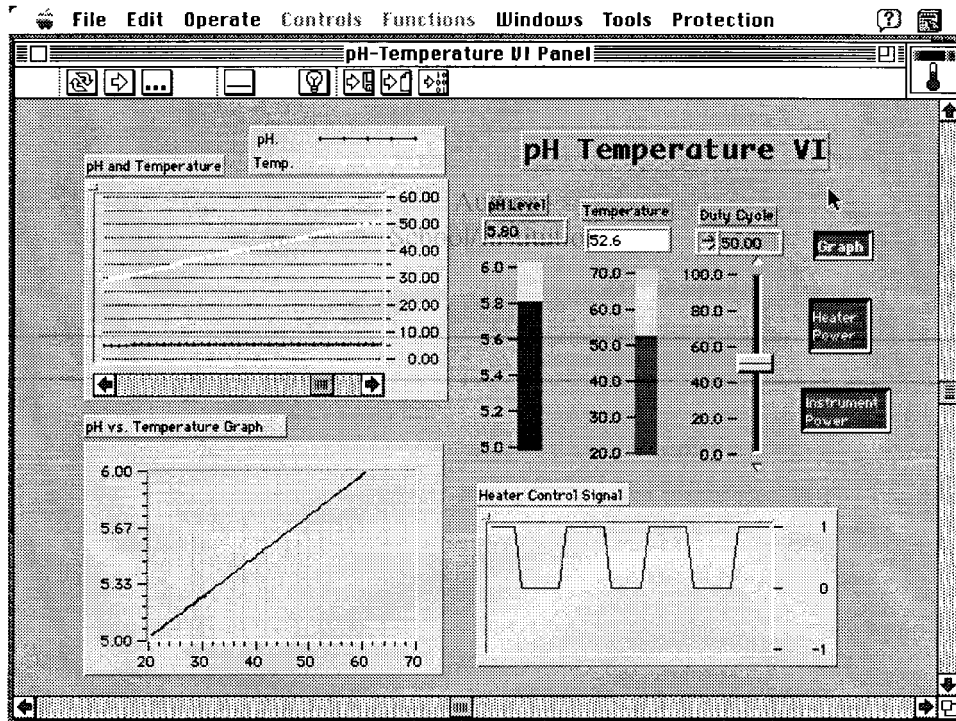 File Edit Operate Controls Functions Windows Tools Protection
pH-Temperature VI Panel
pH Temperature VI
pH and Temperature
pH.
Temp.
60.00
50.00
40.00
30.00
20.00
10.00
0.00
pH Level
5.80
6.0
5.8
5.6
5.4
5.2
5.0
Temperature
52.6
70.0
60.0
50.0
40.0
30.0
20.0
Duty Cycle
50.00
100.0
80.0
60.0
40.0
20.0
0.0
Graph
Heater
Power
Instrument
Power
pH vs. Temperature Graph
6.00
5.67
5.33
5.00
20 30 40 50 60 70
Heater Control Signal
1
0
-1